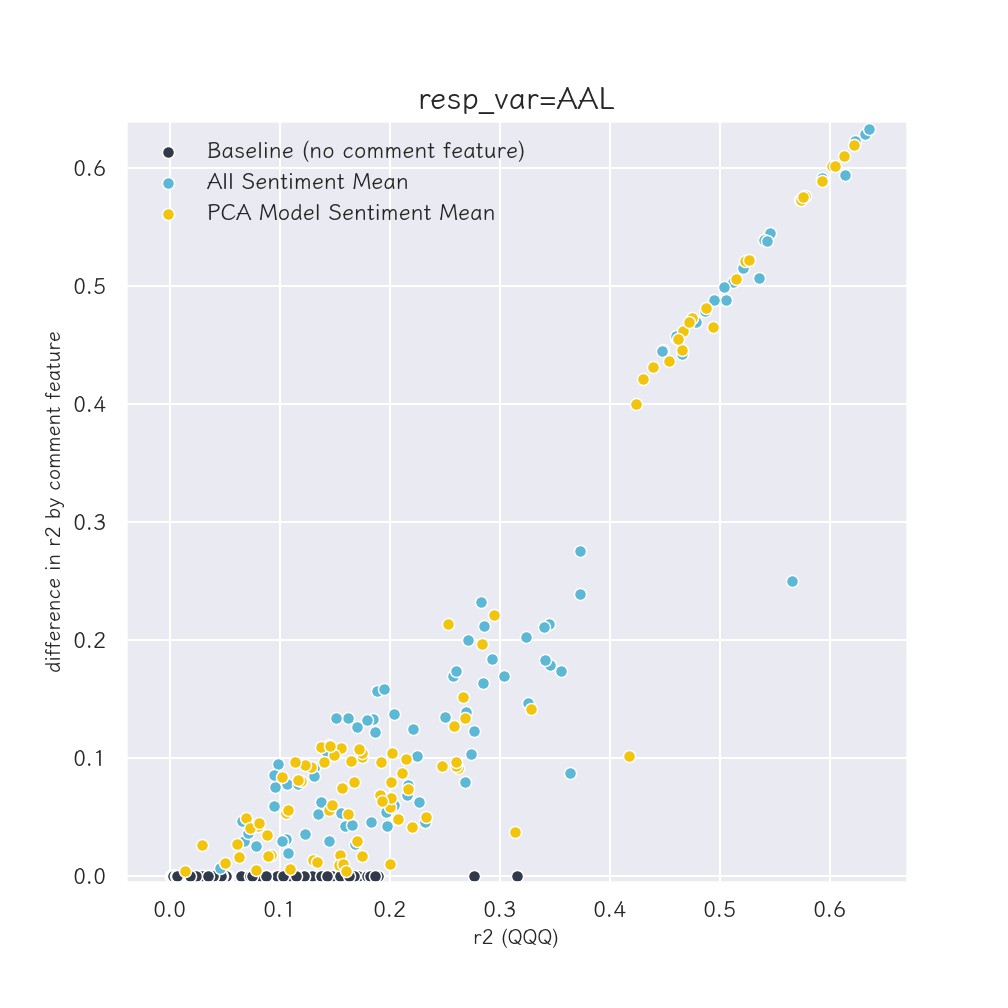 resp_var=AAL
Baseline (no comment feature)
All Sentiment Mean
PCA Model Sentiment Mean
difference in r2 by comment feature
0.6
0.5
0.4
0.3
0.2
0.1
0.0
0.0 0.1 0.2 0.3 0.4 0.5 0.6
r2 (QQQ)